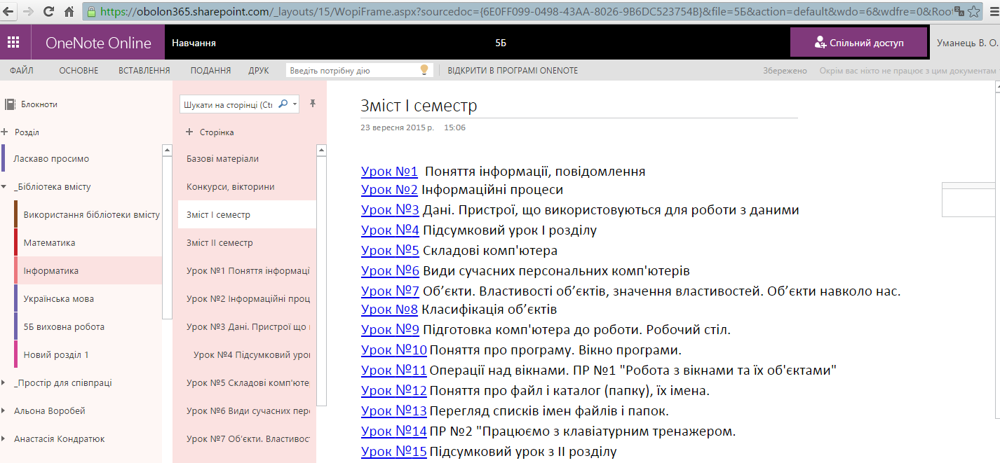 https://obolon365.sharepoint.com/_layouts/15/WopiFrame.aspx?sourcedoc={6E0FF099-0498-43AA-8026-9B6DC523754B}&file=5Б&action=default&wdo=6&wdfre=0&Root
OneNote Online Навчання 5Б Спільний доступ Уманець В. О.
ФАЙЛ ОСНОВНЕ ВСТАВЛЕННЯ ПОДАННЯ ДРУК Введіть потрібну дію ВІДКРИТИ В ПРОГРАМІ ONENOTE Збережено Окрім вас ніхто не працює з цим документам
Блокноти
+ Розділ
Ласкаво просимо
_Бібліотека вмісту
Використання бібліотеки вмісту
Математика
Інформатика
Українська мова
5Б виховна робота
Новий розділ 1
_Простір для співпраці
Альона Воробей
Анастасія Кондратюк
Шукати на сторінці (Ctr
+ Сторінка
Базові матеріали
Конкурси, вікторини
Зміст І семестр
Зміст ІІ семестр
Урок №1 Поняття інформаці
Урок №2 Інформаційні проц
Урок №3 Дані. Пристрої що
Урок №4 Підсумковий уро
Урок №5 Складові комп'юте
Урок №6 Види сучасних пер
Урок №7 Об'єкти. Властивос
Зміст І семестр
23 вересня 2015 р. 15:06
Урок №1 Поняття інформації, повідомлення
Урок №2 Інформаційні процеси
Урок №3 Дані. Пристрої, що використовуються для роботи з даними
Урок №4 Підсумковий урок І розділу
Урок №5 Складові комп'ютера
Урок №6 Види сучасних персональних комп'ютерів
Урок №7 Об’єкти. Властивості об’єктів, значення властивостей. Об’єкти навколо нас.
Урок №8 Класифікація об’єктів
Урок №9 Підготовка комп'ютера до роботи. Робочий стіл.
Урок №10 Поняття про програму. Вікно програми.
Урок №11 Операції над вікнами. ПР №1 "Робота з вікнами та їх об'єктами"
Урок №12 Поняття про файл і каталог (папку), їх імена.
Урок №13 Перегляд списків імен файлів і папок.
Урок №14 ПР №2 "Працюємо з клавіатурним тренажером.
Урок №15 Підсумковий урок з ІІ розділу